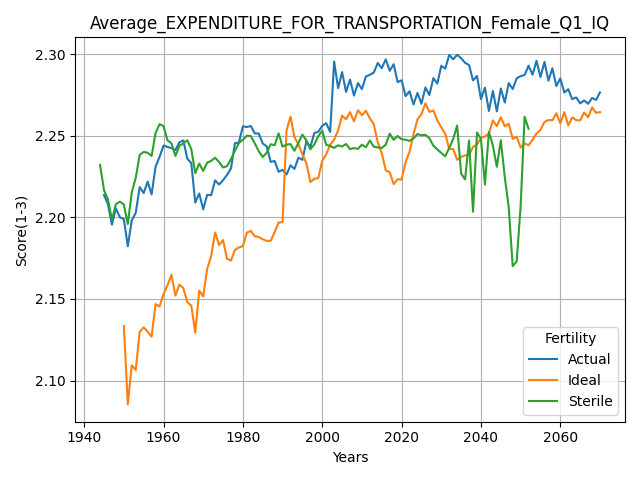 Average_EXPENDITURE_FOR_TRANSPORTATION_Female_Q1_IQ
2.30
2.25
2.20
2.15
2.10
Score(1-3)
1940 1960 1980 2000 2020 2040 2060
Years
Fertility
Actual
Ideal
Sterile